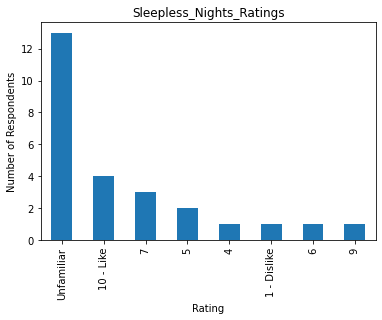 Sleepless_Nights_Ratings
Number of Respondents
12
10
8
6
4
2
0
Unfamiliar
10 - Like
7
5
4
1 - Dislike
6
9
Rating